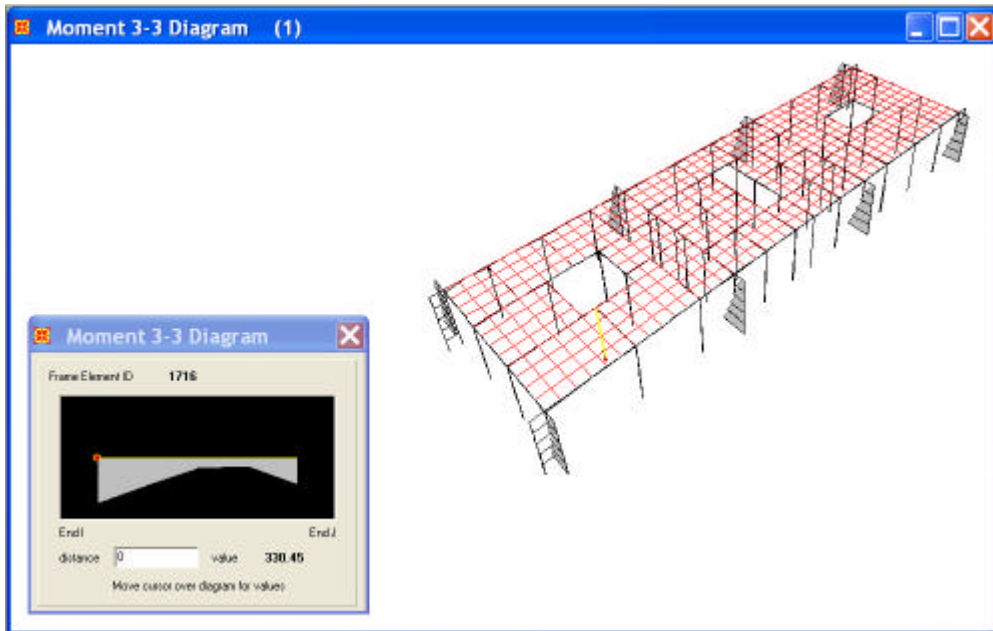 Moment 3-3 Diagram (1)
Moment 3-3 Diagram
Frame Element ID 1716
End I End J
distance 0 value 330.45
Move cursor over diagram for values